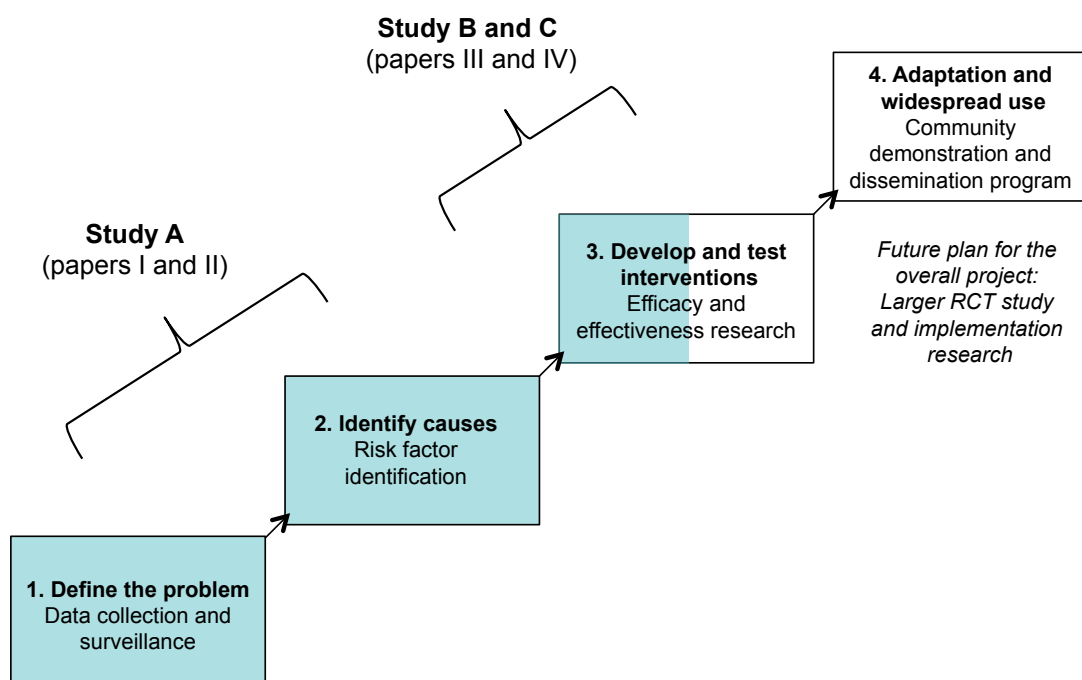 Study B and C
(papers III and IV)
4. Adaptation and
widespread use
Community
demonstration and
dissemination program
Study A
(papers I and II)
3. Develop and test
interventions
Efficacy and
effectiveness research
Future plan for the
overall project:
Larger RCT study
and implementation
research
2. Identify causes
Risk factor
identification
1. Define the problem
Data collection and
surveillance